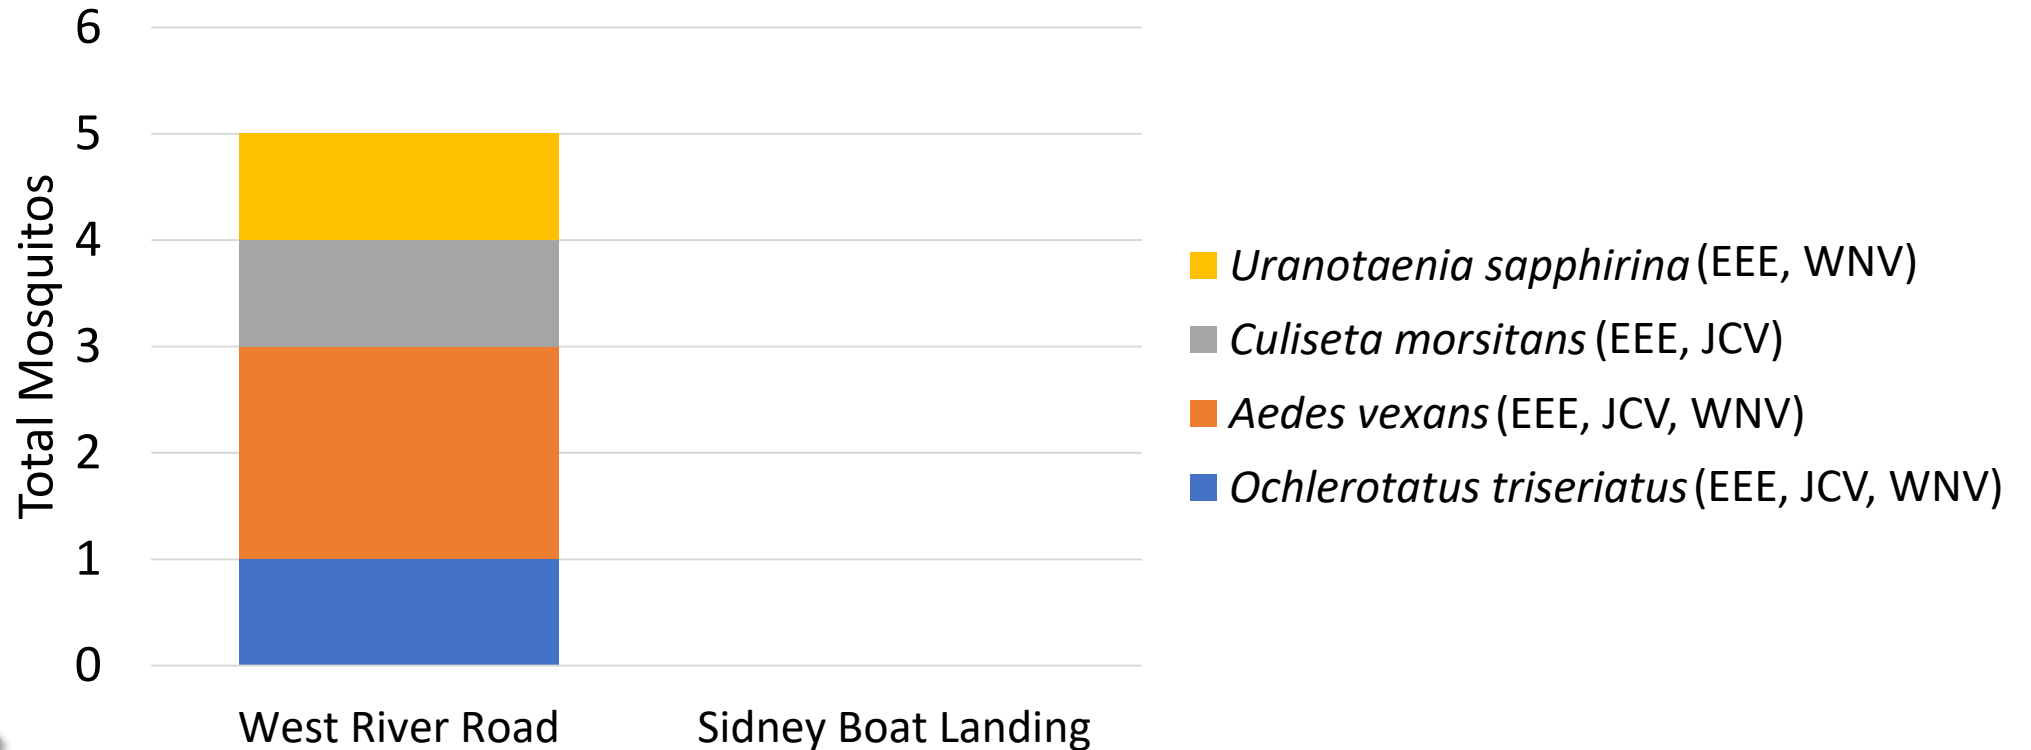 6
5
4
3
2
1
0
Total Mosquitos
West River Road
Sidney Boat Landing
Uranotaenia sapphirina (EEE, WNV)
Culiseta morsitans (EEE, JCV)
Aedes vexans (EEE, JCV, WNV)
Ochlerotatus triseriatus (EEE, JCV, WNV)